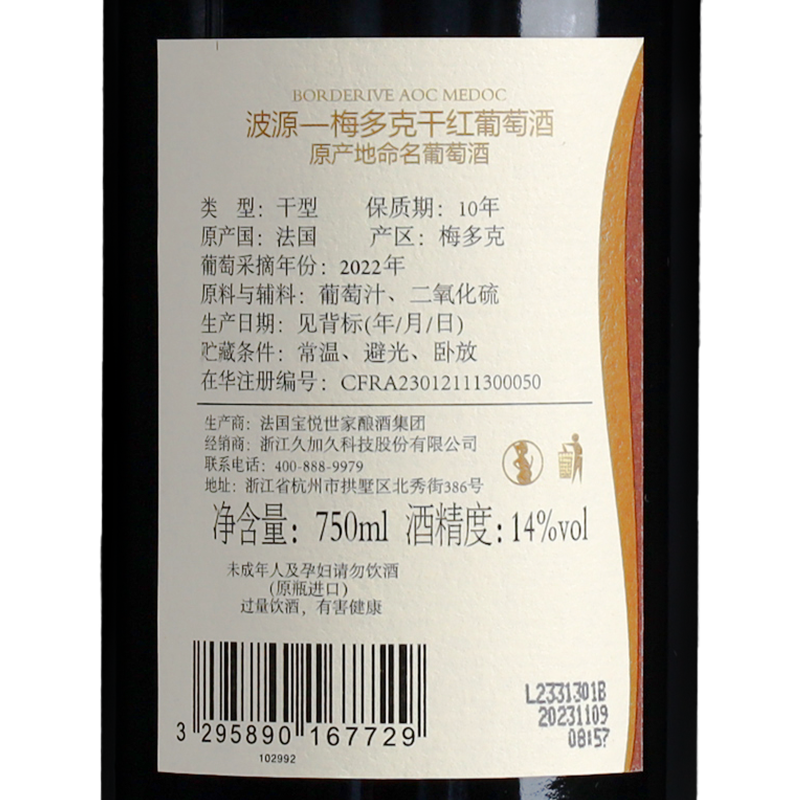 BORDERIVE AOC MEDOC
波源一梅多克干红葡萄酒
原产地命名葡萄酒
类 型：干型 保质期：10年
原产国：法国 产区：梅多克
葡萄采摘年份：2022年
原料与辅料：葡萄汁、二氧化硫
生产日期：见背标(年/月/日)
贮藏条件：常温、避光、卧放
在华注册编号：CFRA23012111300050
生产商：法国宝悦世家酿酒集团
经销商：浙江久加久科技股份有限公司
联系电话：400-888-9979
地址：浙江省杭州市拱墅区北秀街386号
净含量：750ml 酒精度：14%vol
未成年人及孕妇请勿饮酒
(原瓶进口)
过量饮酒，有害健康
3 295890 167729
102992
L2331301B
20231109
08:57